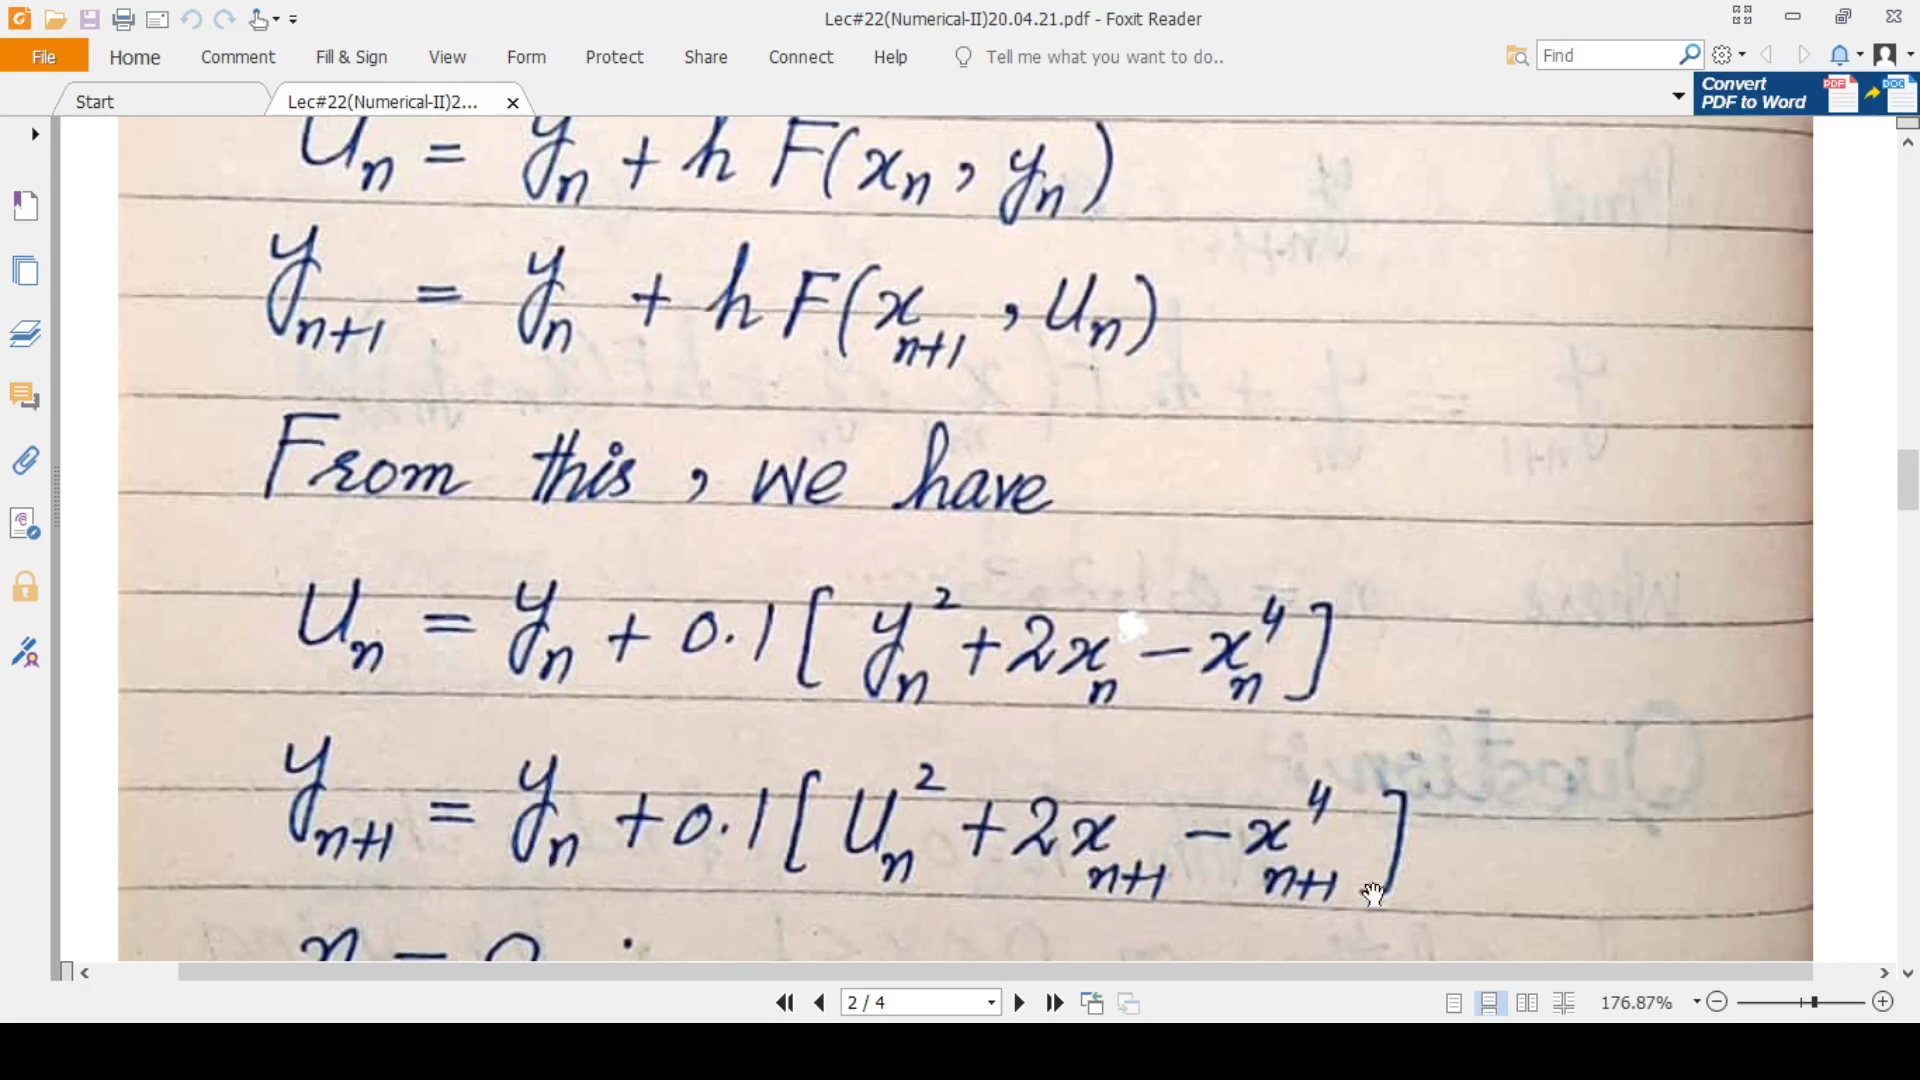 Lec#22(Numerical-II)20.04.21.pdf - Foxit Reader
File Home Comment Fill & Sign View Form Protect Share Connect Help Tell me what you want to do.. Find
Start Lec#22(Numerical-II)2...
Convert
PDF to Word
PDF DOC
Uₙ = yₙ + h F(xₙ, yₙ)
yₙ₊₁ = yₙ + h F(xₙ₊₁, Uₙ)
From this, we have
Uₙ = yₙ + 0.1[yₙ² + 2xₙ - xₙ⁴]
yₙ₊₁ = yₙ + 0.1[Uₙ² + 2xₙ₊₁ - xₙ₊₁⁴]
n = 0 ;
2 / 4
176.87%